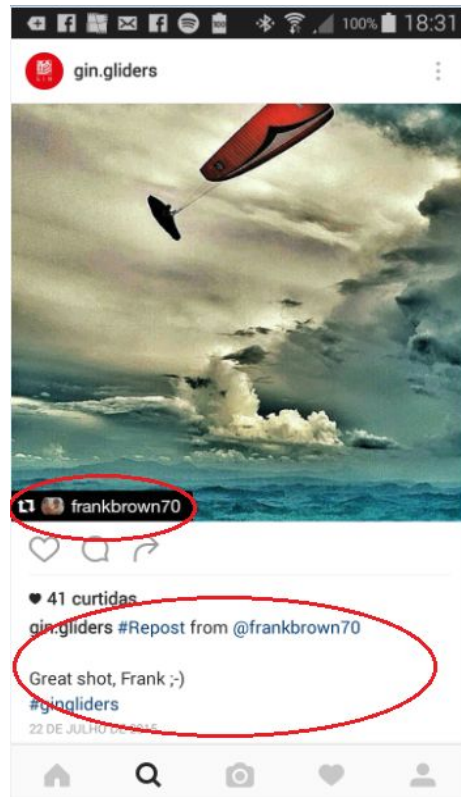 100% 18:31
gin.gliders
frankbrown70
41 curtidas
gin.gliders #Repost from @frankbrown70
Great shot, Frank ;-)
#gingliders
22 DE JULHO DE 2015